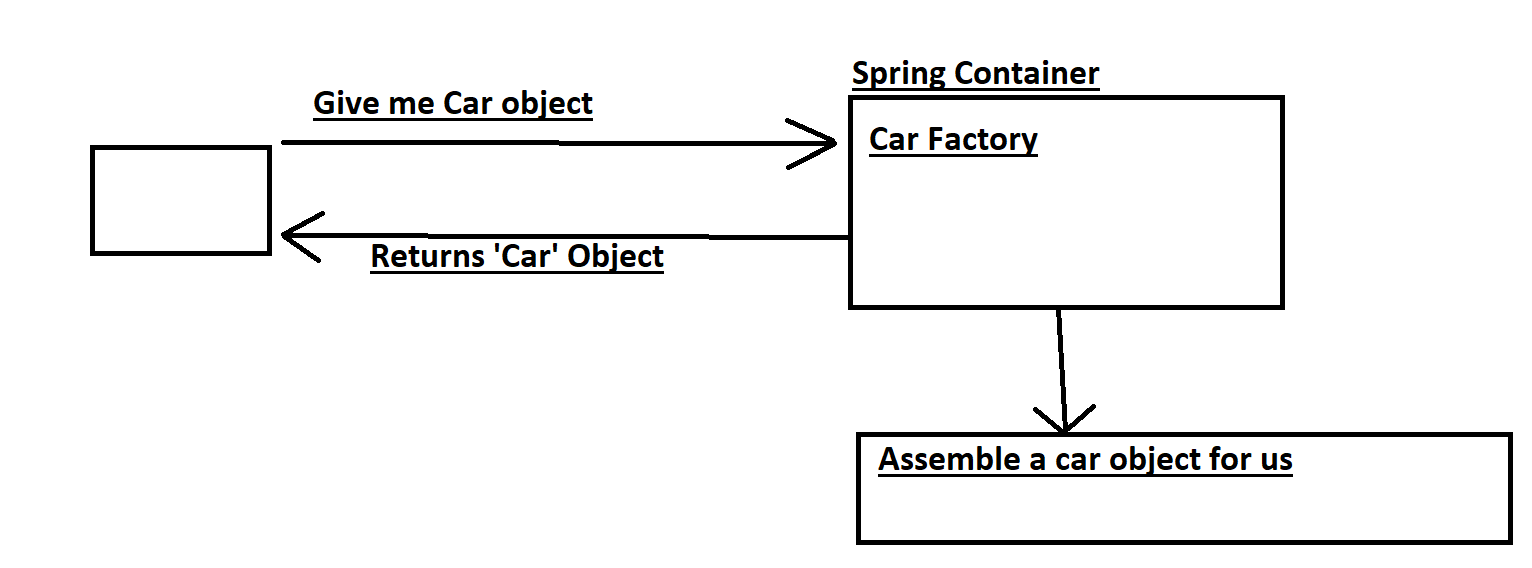 Spring Container
Give me Car object
Car Factory
Returns 'Car' Object
Assemble a car object for us